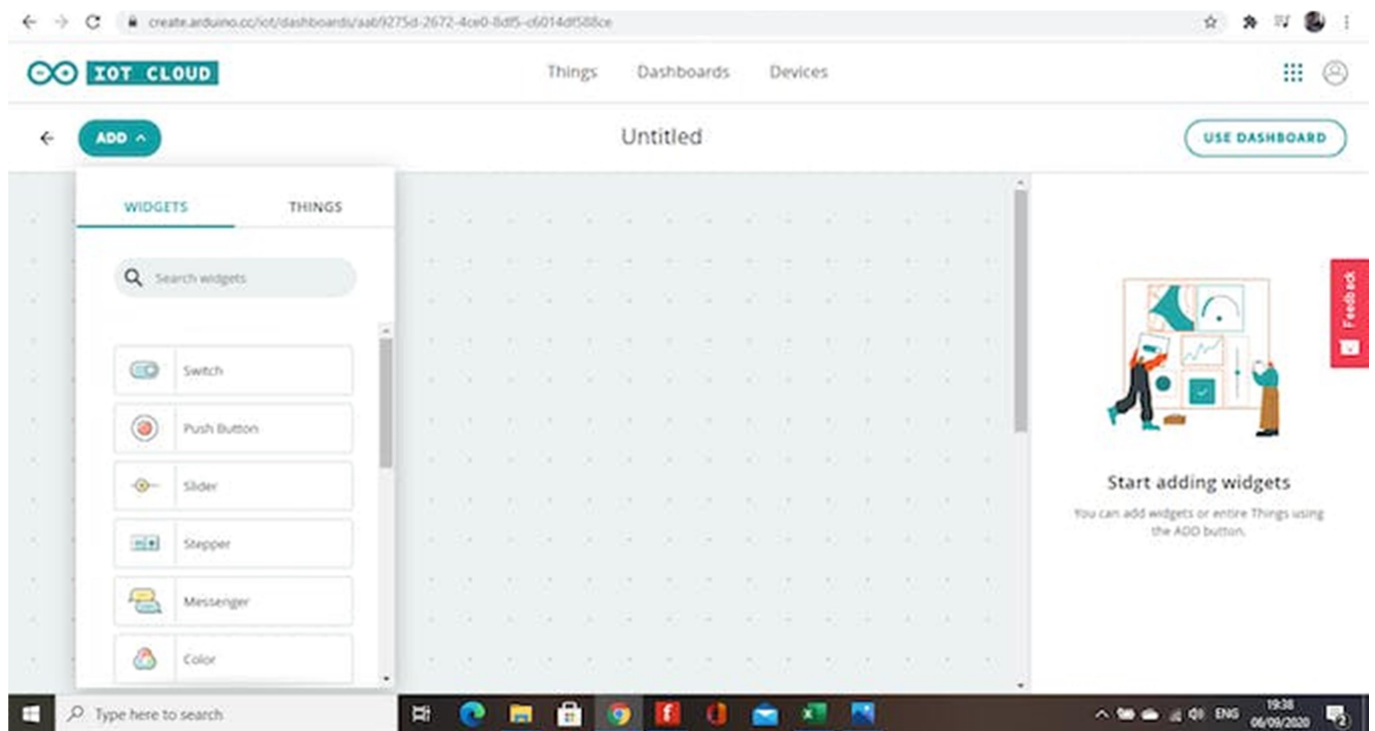 create.arduino.cc/iot/dashboards/aab9275d-2672-4ce0-8df5-c6014df588ce
IOT CLOUD
Things
Dashboards
Devices
ADD
Untitled
USE DASHBOARD
WIDGETS
THINGS
Search widgets
Switch
Push Button
Slider
Stepper
Messenger
Color
Start adding widgets
You can add widgets or entire Things using
the ADD button.
Feedback
Type here to search
ENG
19:38
06/09/2020
2